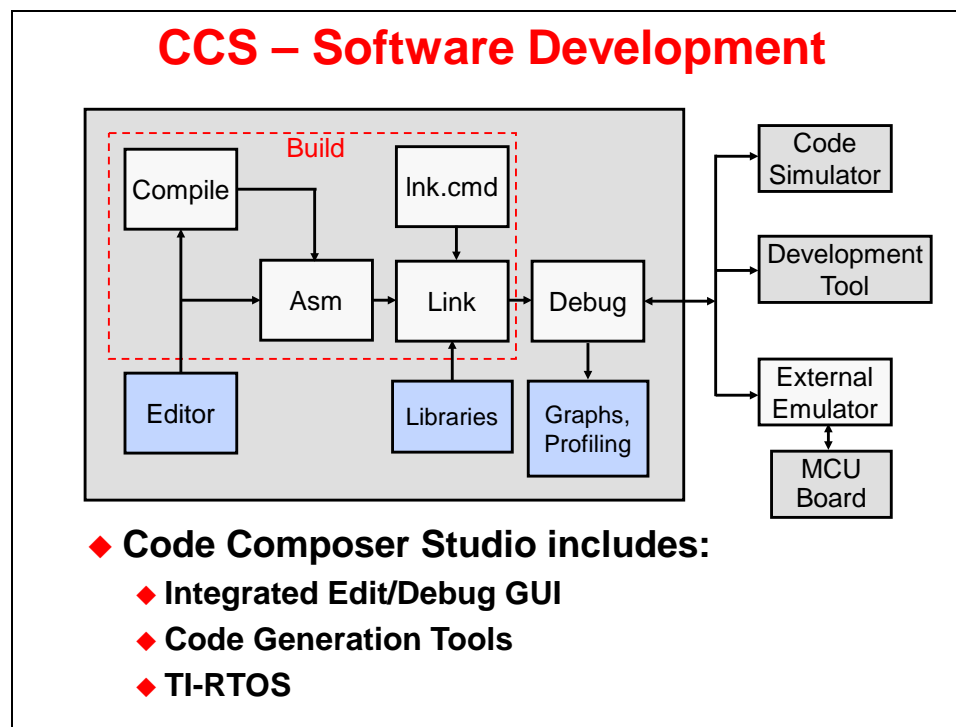 CCS – Software Development
Build
Compile
lnk.cmd
Asm
Link
Debug
Editor
Libraries
Graphs,
Profiling
Code
Simulator
Development
Tool
External
Emulator
MCU
Board
Code Composer Studio includes:
Integrated Edit/Debug GUI
Code Generation Tools
TI-RTOS